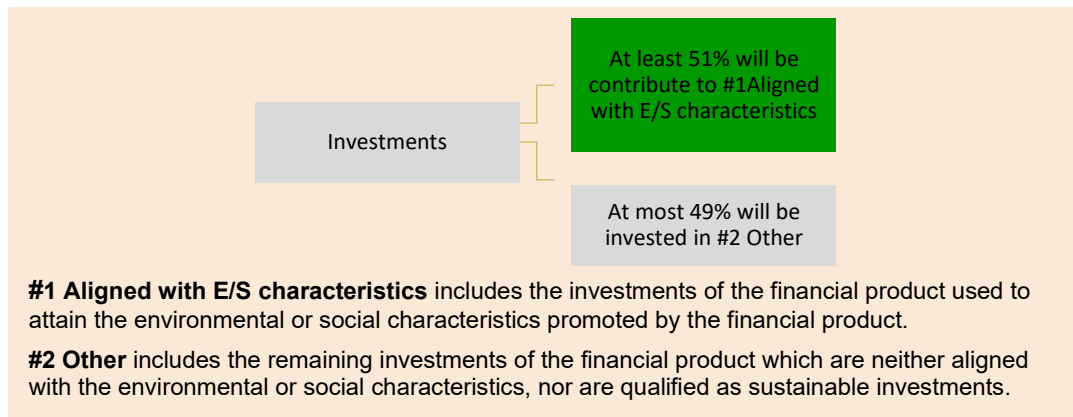 At least 51% will be
contribute to #1Aligned
with E/S characteristics
Investments
At most 49% will be
invested in #2 Other
#1 Aligned with E/S characteristics includes the investments of the financial product used to
attain the environmental or social characteristics promoted by the financial product.
#2 Other includes the remaining investments of the financial product which are neither aligned
with the environmental or social characteristics, nor are qualified as sustainable investments.